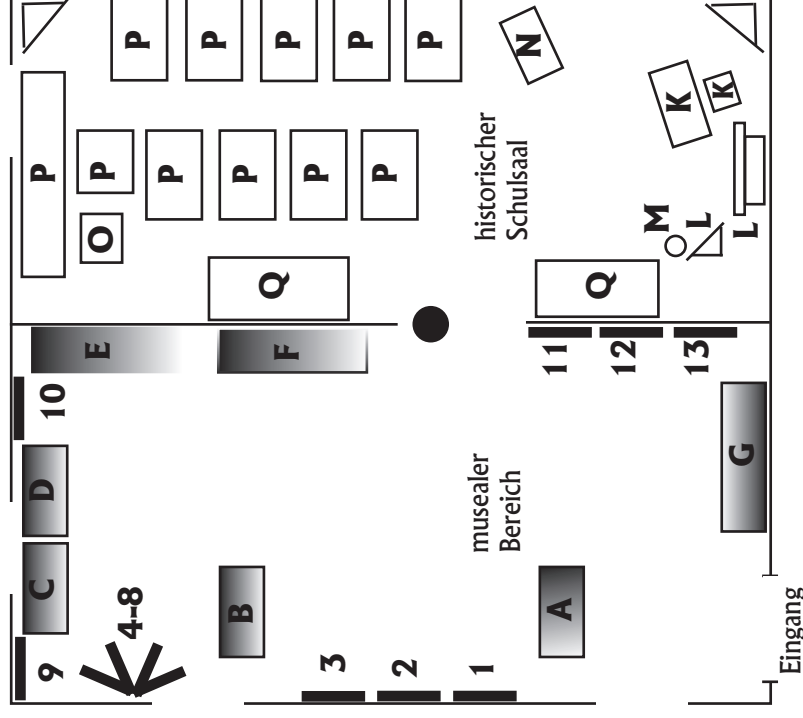 P
P
P
P
P
N
K
K
P
P
P
P
P
P
O
historischer
Schulsaal
M
L
L
Q
Q
E
F
11
12
13
10
D
C
musealer
Bereich
G
B
A
4-8
9
3
2
1
Eingang